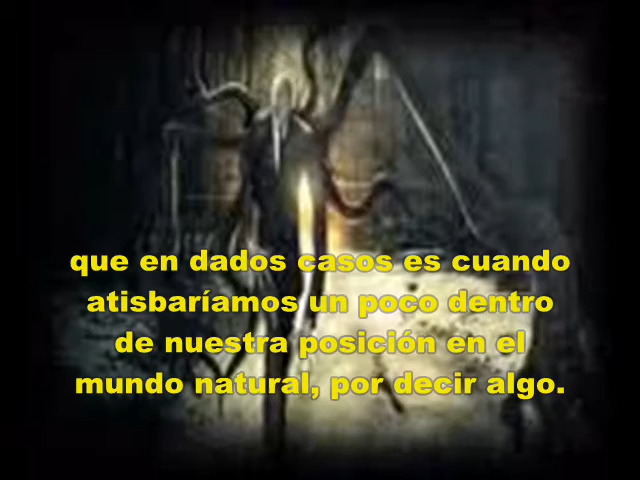 que en dados casos es cuando
atisbaríamos un poco dentro
de nuestra posición en el
mundo natural, por decir algo.